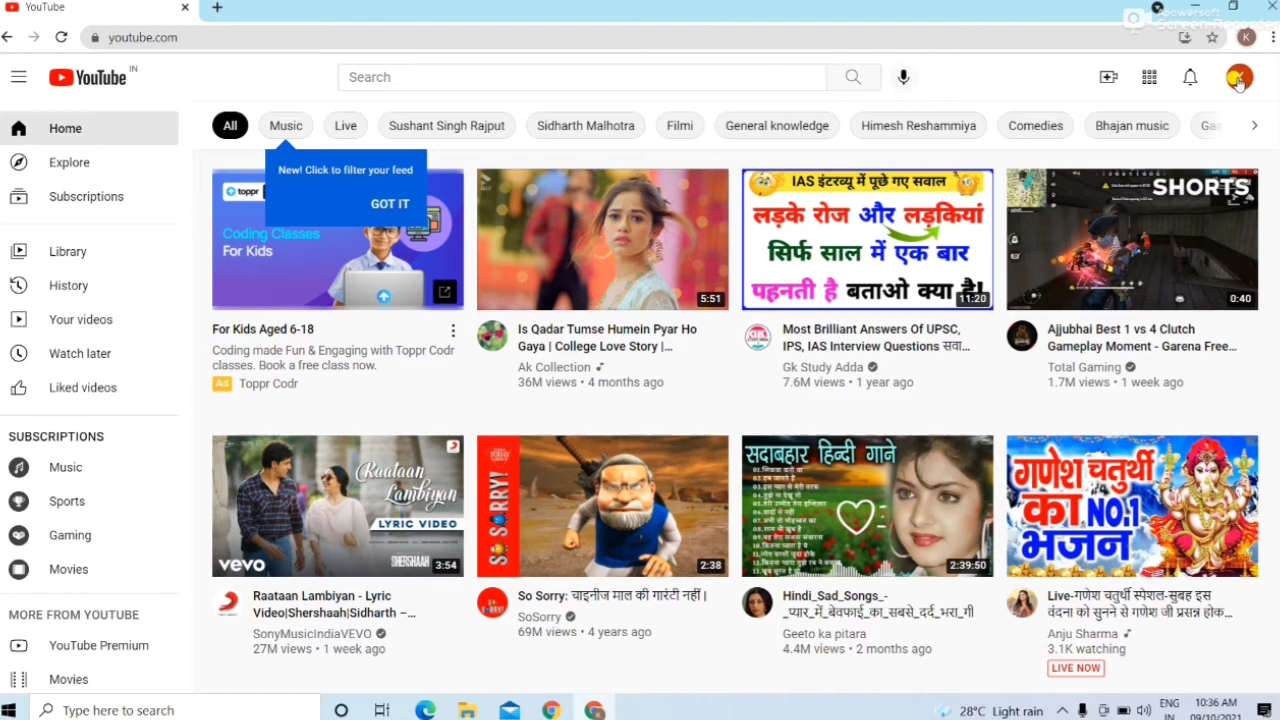 YouTube
Apowersoft
Screen Recorder
youtube.com
K
YouTube IN
Search
Home
Explore
Subscriptions
Library
History
Your videos
Watch later
Liked videos
SUBSCRIPTIONS
Music
Sports
Gaming
Movies
MORE FROM YOUTUBE
YouTube Premium
Movies
All
Music
Live
Sushant Singh Rajput
Sidharth Malhotra
Filmi
General knowledge
Himesh Reshammiya
Comedies
Bhajan music
New! Click to filter your feed
GOT IT
toppr
Coding Classes
For Kids
For Kids Aged 6-18
Coding made Fun & Engaging with Toppr Codr
classes. Book a free class now.
Ad Toppr Codr
5:51
Is Qadar Tumse Humein Pyar Ho
Gaya | College Love Story |...
Ak Collection
36M views • 4 months ago
IAS इंटरव्यू में पूछे गए सवाल
लड़के रोज और लड़कियां
सिर्फ साल में एक बार
पहनती है बताओ क्या है!
11:20
Most Brilliant Answers Of UPSC,
IPS, IAS Interview Questions सवा...
Gk Study Adda
7.6M views • 1 year ago
SHORTS
0:40
Ajjubhai Best 1 vs 4 Clutch
Gameplay Moment - Garena Free...
Total Gaming
1.7M views • 1 week ago
Raataan
Lambiyan
LYRIC VIDEO
SHERSHAAH
vevo
3:54
Raataan Lambiyan - Lyric
Video|Shershaah|Sidharth –...
SonyMusicIndiaVEVO
27M views • 1 week ago
SO SORRY!
2:38
So Sorry: चाइनीज माल की गारंटी नहीं |
SoSorry
69M views • 4 years ago
सदाबहार हिन्दी गाने
2:39:50
Hindi_Sad_Songs_-
_प्यार_में_बेवफाई_का_सबसे_दर्द_भरा_गी
Geeto ka pitara
4.4M views • 2 months ago
गणेश चतुर्थी
का NO.1
भजन
Live-गणेश चतुर्थी स्पेशल-सुबह इस
वंदना को सुनने से गणेश जी प्रसन्न होक...
Anju Sharma
3.1K watching
LIVE NOW
Type here to search
28°C Light rain
ENG
IN
10:36 AM
09/10/2021